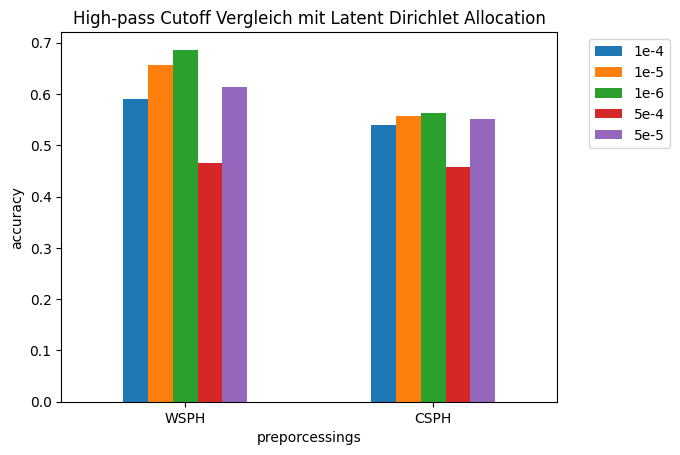 High-pass Cutoff Vergleich mit Latent Dirichlet Allocation
0.7
0.6
0.5
0.4
0.3
0.2
0.1
0.0
accuracy
WSPH
CSPH
preporcessings
1e-4
1e-5
1e-6
5e-4
5e-5